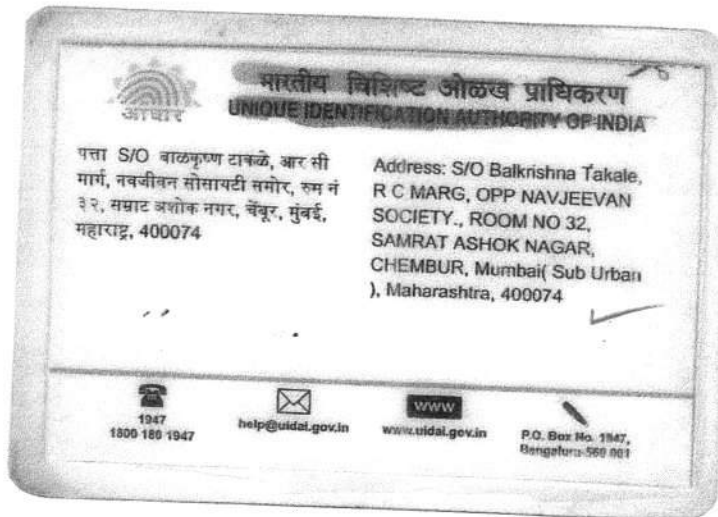 आधार
भारतीय विशिष्ट ओळख प्राधिकरण
UNIQUE IDENTIFICATION AUTHORITY OF INDIA
पत्ता S/O बाळकृष्ण टाकळे, आर सी
मार्ग, नवजीवन सोसायटी समोर, रुम नं
३२, सम्राट अशोक नगर, चेंबूर, मुंबई,
महाराष्ट्र, 400074
Address: S/O Balkrishna Takale,
R C MARG, OPP NAVJEEVAN
SOCIETY., ROOM NO 32,
SAMRAT ASHOK NAGAR,
CHEMBUR, Mumbai( Sub Urban
), Maharashtra, 400074
1947
1800 180 1947
help@uidai.gov.in
www
www.uidai.gov.in
P.O. Box No. 1947,
Bengaluru-560 001